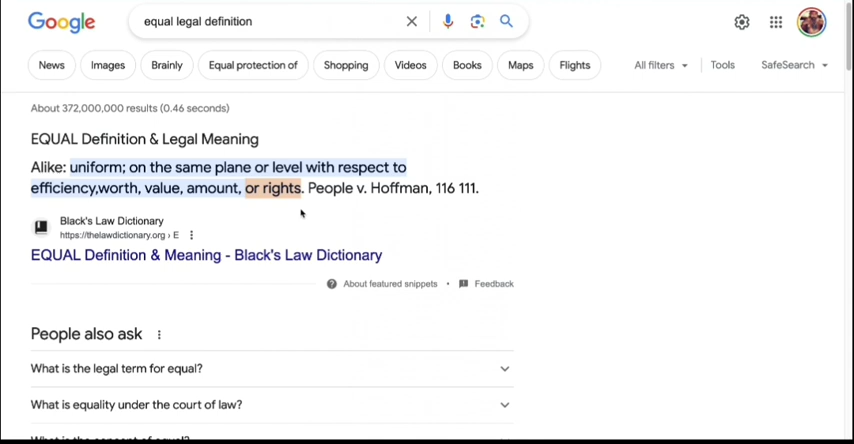 Google
equal legal definition
News Images Brainly Equal protection of Shopping Videos Books Maps Flights All filters Tools SafeSearch
About 372,000,000 results (0.46 seconds)
EQUAL Definition & Legal Meaning
Alike: uniform; on the same plane or level with respect to
efficiency,worth, value, amount, or rights. People v. Hoffman, 116 111.
Black's Law Dictionary
https://thelawdictionary.org › E
EQUAL Definition & Meaning - Black's Law Dictionary
About featured snippets • Feedback
People also ask
What is the legal term for equal?
What is equality under the court of law?